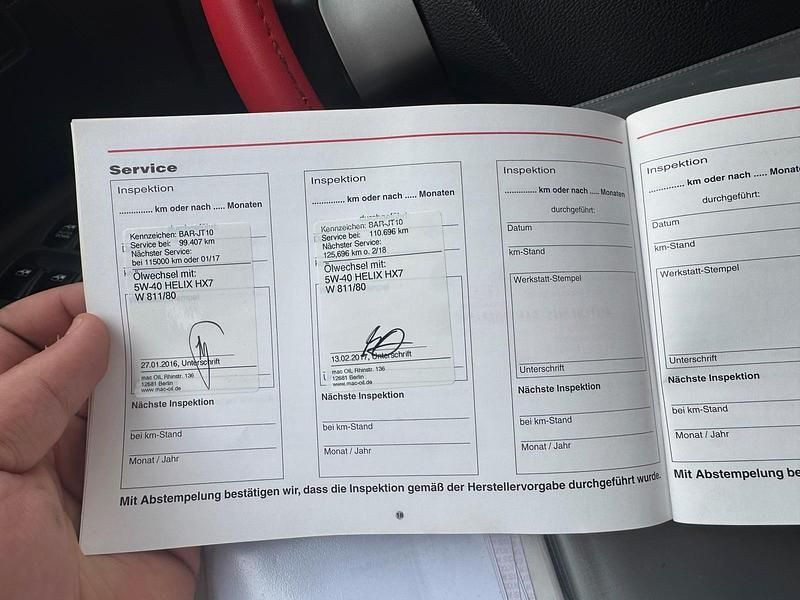 Service
Inspektion
............. km oder nach ..... Monaten
Kennzeichen: BAR-JT10
Service bei: 99.407 km
Nächster Service:
bei 115000 km oder 01/17
Ölwechsel mit:
5W-40 HELIX HX7
W 811/80
27.01.2016, Unterschrift
mac OIL Rhinstr. 136
12681 Berlin
www.mac-oil.de
Nächste Inspektion
bei km-Stand
Monat / Jahr
Inspektion
............. km oder nach ..... Monaten
durchgeführt:
Kennzeichen: BAR-JT10
Service bei: 110.696 km
Nächster Service:
125,696 km o. 2/18
Ölwechsel mit:
5W-40 HELIX HX7
W 811/80
13.02.2017, Unterschrift
mac OIL Rhinstr. 136
12681 Berlin
www.mac-oil.de
Nächste Inspektion
bei km-Stand
Monat / Jahr
Inspektion
............. km oder nach ..... Monaten
durchgeführt:
Datum
km-Stand
Werkstatt-Stempel
Unterschrift
Nächste Inspektion
bei km-Stand
Monat / Jahr
Mit Abstempelung bestätigen wir, dass die Inspektion gemäß der Herstellervorgabe durchgeführt wurde.
18
Inspektion
............. km oder nach ..... Monaten
durchgeführt:
Datum
km-Stand
Werkstatt-Stempel
Unterschrift
Nächste Inspektion
bei km-Stand
Monat / Jahr
Mit Abstempelung be